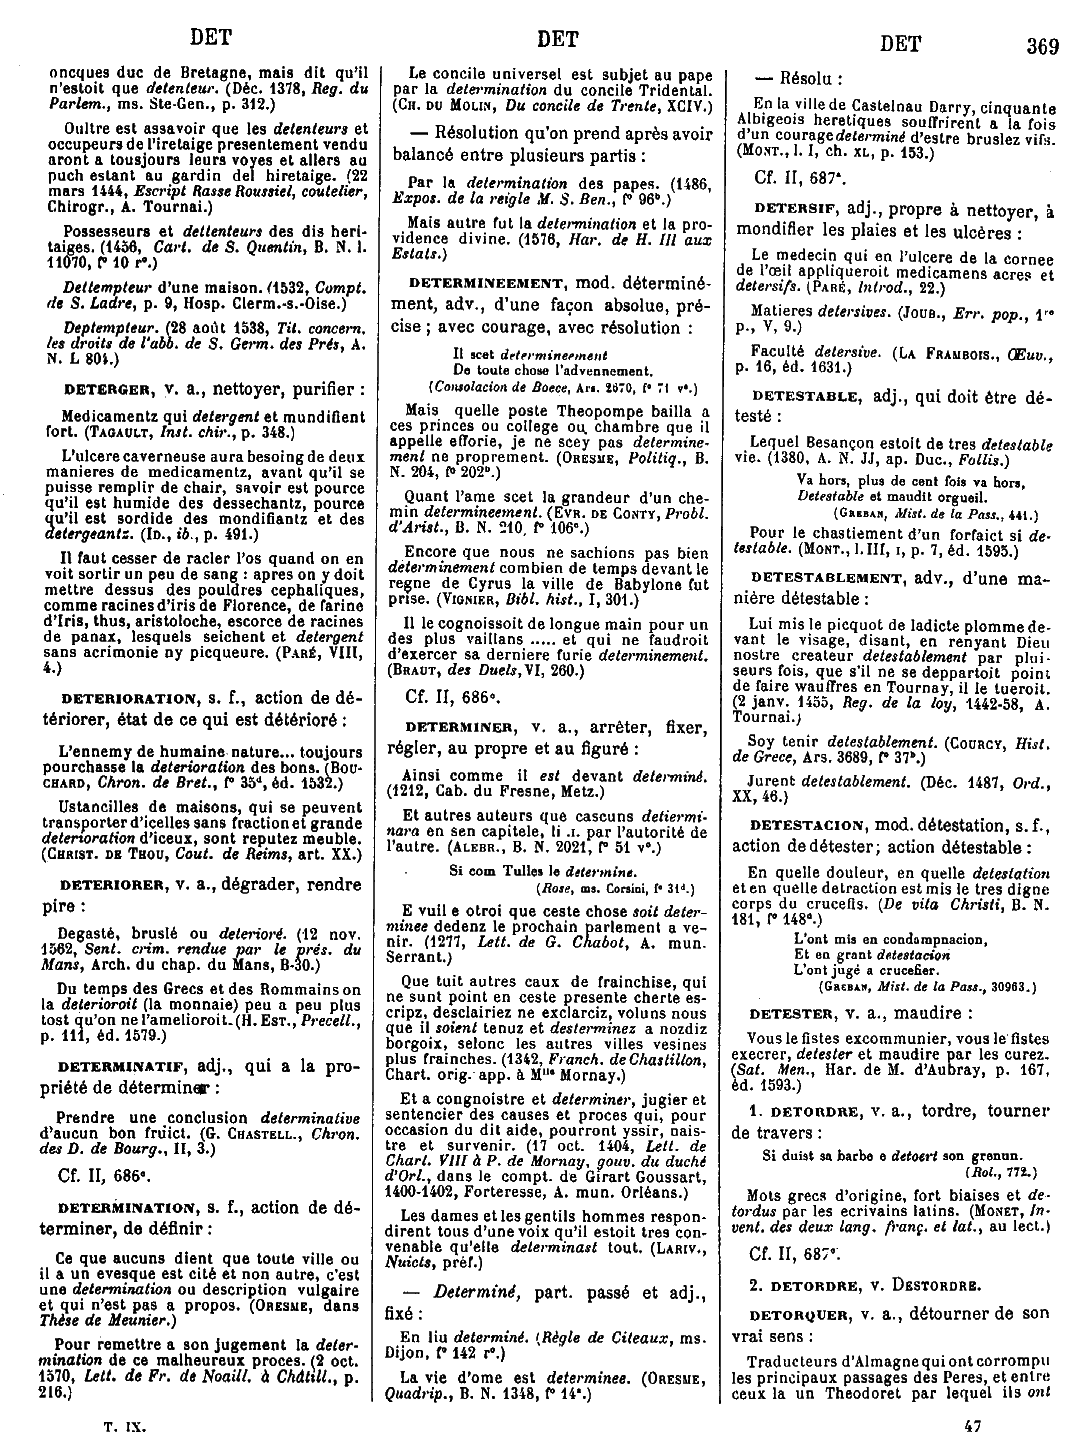 DET
DET
DET
369
oncques duc de Bretagne, mais dit qu'il
n'estoit que detenteur. (Déc. 1378, Reg. du
Parlem., ms. Ste-Gen., p. 312.)
Oultre est assavoir que les detenteurs et
occupeurs de l'iretaige presentement vendu
aront a tousjours leurs voyes et allers au
puch estant au gardin del hiretaige. (22
mars 1444, Escript Rasse Roussiel, coutelier,
Chirogr., A. Tournai.)
Possesseurs et dettenteurs des dis heri-
taiges. (1456, Cart. de S. Quentin, B. N. l.
11070, f° 10 r°.)
Dettempteur d'une maison. (1532, Compt.
de S. Ladre, p. 9, Hosp. Clerm.-s.-Oise.)
Deptempteur. (28 août 1538, Tit. concern.
les droits de l'abb. de S. Germ. des Prés, A.
N. L 804.)
DETERGER, v. a., nettoyer, purifier :
Medicamentz qui detergent et mundifient
fort. (TAGAULT, Inst. chir., p. 348.)
L'ulcere caverneuse aura besoing de deux
manieres de medicamentz, avant qu'il se
puisse remplir de chair, savoir est pource
qu'il est humide des dessechantz, pource
qu'il est sordide des mondifiantz et des
detergeantz. (ID., ib., p. 491.)
Il faut cesser de racler l'os quand on en
voit sortir un peu de sang : apres on y doit
mettre dessus des pouldres cephaliques,
comme racines d'iris de Florence, de farine
d'Iris, thus, aristoloche, escorce de racines
de panax, lesquels seichent et detergent
sans acrimonie ny picqueure. (PARÉ, VIII,
4.)
DETERIORATION, s. f., action de dé-
tériorer, état de ce qui est détérioré :
L'ennemy de humaine nature... toujours
pourchasse la deterioration des bons. (BOU-
CHARD, Chron. de Bret., f° 35d, éd. 1532.)
Ustancilles de maisons, qui se peuvent
transporter d'icelles sans fraction et grande
deterioration d'iceux, sont reputez meuble.
(CHRIST. DE THOU, Cout. de Reims, art. XX.)
DETERIORER, v. a., dégrader, rendre
pire :
Degasté, bruslé ou deterioré. (12 nov.
1562, Sent. crim. rendue par le prés. du
Mans, Arch. du chap. du Mans, B-30.)
Du temps des Grecs et des Rommains on
la deterioroit (la monnaie) peu a peu plus
tost qu'on ne l'amelioroit. (H. EST., Precell.,
p. 111, éd. 1579.)
DETERMINATIF, adj., qui a la pro-
priété de déterminer :
Prendre une conclusion determinative
d'aucun bon fruict. (G. CHASTELL., Chron.
des D. de Bourg., II, 3.)
Cf. II, 686c.
DETERMINATION, s. f., action de dé-
terminer, de définir :
Ce que aucuns dient que toute ville ou
il a un evesque est cité et non autre, c'est
une determination ou description vulgaire
et qui n'est pas a propos. (ORESME, dans
Thèse de Meunier.)
Pour remettre a son jugement la deter-
mination de ce malheureux proces. (2 oct.
1570, Lett. de Fr. de Noaill. à Châtill., p.
216.)
T. IX.
Le concile universel est subjet au pape
par la determination du concile Tridental.
(CH. DU MOLIN, Du concile de Trente, XCIV.)
— Résolution qu'on prend après avoir
balancé entre plusieurs partis :
Par la determination des papes. (1486,
Expos. de la reigle M. S. Ben., f° 96b.)
Mais autre fut la determination et la pro-
vidence divine. (1576, Har. de H. III aux
Estats.)
DETERMINEEMENT, mod. déterminé-
ment, adv., d'une façon absolue, pré-
cise ; avec courage, avec résolution :
Il scet determineement
De toute chose l'advennement.
(Consolacion de Boece, Ars. 2670, f° 71 v°.)
Mais quelle poste Theopompe bailla a
ces princes ou college ou chambre que il
appelle efforie, je ne scey pas determine-
ment ne proprement. (ORESME, Politiq., B.
N. 204, f° 202b.)
Quant l'ame scet la grandeur d'un che-
min determineement. (EVR. DE CONTY, Probl.
d'Arist., B. N. 210, f° 106c.)
Encore que nous ne sachions pas bien
déterminement combien de temps devant le
regne de Cyrus la ville de Babylone fut
prise. (VIGNIER, Bibl. hist., I, 301.)
Il le cognoissoit de longue main pour un
des plus vaillans ..... et qui ne faudroit
d'exercer sa derniere furie determinement.
(BRAUT, des Duels, VI, 260.)
Cf. II, 686c.
DETERMINER, v. a., arrêter, fixer,
régler, au propre et au figuré :
Ainsi comme il est devant determiné.
(1212, Cab. du Fresne, Metz.)
Et autres auteurs que cascuns detiermi-
nara en sen capitele, li .I. par l'autorité de
l'autre. (ALEBR., B. N. 2021, f° 51 v°.)
Si com Tulles le determine.
(Rose, ms. Corsini, f° 31d.)
E vuil e otroi que ceste chose soit deter-
minee dedenz le prochain parlement a ve-
nir. (1277, Lett. de G. Chabot, A. mun.
Serrant.)
Que tuit autres caux de frainchise, qui
ne sunt point en ceste presente cherte es-
cripz, desclairiez ne exclarciz, voluns nous
que il soient tenuz et desterminez a nozdiz
borgoix, selonc les autres villes vesines
plus frainches. (1342, Franch. de Chastillon,
Chart. orig. app. à Mlle Mornay.)
Et a congnoistre et determiner, jugier et
sentencier des causes et proces qui, pour
occasion du dit aide, pourront yssir, nais-
tre et survenir. (17 oct. 1404, Lett. de
Charl. VIII à P. de Mornay, gouv. du duché
d'Orl., dans le compt. de Girart Goussart,
1400-1402, Forteresse, A. mun. Orléans.)
Les dames et les gentils hommes respon-
dirent tous d'une voix qu'il estoit tres con-
venable qu'elle determinast tout. (LARIV.,
Nuicts, préf.)
— Determiné, part. passé et adj.,
fixé :
En liu determiné. (Règle de Citeaux, ms.
Dijon, f° 142 r°.)
La vie d'ome est determinee. (ORESME,
Quadrip., B. N. 1348, f° 14a.)
— Résolu :
En la ville de Castelnau Darry, cinquante
Albigeois heretiques souffrirent a la fois
d'un courage determiné d'estre bruslez vifs.
(MONT., l. I, ch. XL, p. 153.)
Cf. II, 687a.
DETERSIF, adj., propre à nettoyer, à
mondifier les plaies et les ulcères :
Le medecin qui en l'ulcere de la cornee
de l'œil appliqueroit medicamens acres et
detersifs. (PARÉ, Introd., 22.)
Matieres detersives. (JOUB., Err. pop., 1re
p., V, 9.)
Faculté detersive. (LA FRAMBOIS., Œuv.,
p. 16, éd. 1631.)
DETESTABLE, adj., qui doit être dé-
testé :
Lequel Besançon estoit de tres detestable
vie. (1380, A. N. JJ, ap. Duc., Follis.)
Va hors, plus de cent fois va hors,
Detestable et maudit orgueil.
(GREBAN, Mist. de la Pass., 441.)
Pour le chastiement d'un forfaict si de-
testable. (MONT., l. III, I, p. 7, éd. 1595.)
DETESTABLEMENT, adv., d'une ma-
nière détestable :
Lui mis le picquot de ladicte plomme de-
vant le visage, disant, en renyant Dieu
nostre createur detestablement par plui-
seurs fois, que s'il ne se deppartoit point
de faire wauffres en Tournay, il le tueroit.
(2 janv. 1455, Reg. de la loy, 1442-58, A.
Tournai.)
Soy tenir detestablement. (COURCY, Hist.
de Grece, Ars. 3689, f° 37b.)
Jurent detestablement. (Déc. 1487, Ord.,
XX, 46.)
DETESTACION, mod. détestation, s. f.,
action de détester; action détestable :
En quelle douleur, en quelle detestation
et en quelle detraction est mis le tres digne
corps du crucefis. (De vita Christi, B. N.
181, f° 148a.)
L'ont mis en condampnacion,
Et en grant detestacion
L'ont jugé a crucefier.
(GREBAN, Mist. de la Pass., 30963.)
DETESTER, v. a., maudire :
Vous le fistes excommunier, vous le fistes
execrer, detester et maudire par les curez.
(Sat. Men., Har. de M. d'Aubray, p. 167,
éd. 1593.)
1. DETORDRE, v. a., tordre, tourner
de travers :
Si duist sa barbe e detoert son grenun.
(Rol., 772.)
Mots grecs d'origine, fort biaises et de-
tordus par les ecrivains latins. (MONET, In-
vent. des deux lang. franç. et lat., au lect.)
Cf. II, 687c.
2. DETORDRE, v. DESTORDRE.
DETORQUER, v. a., détourner de son
vrai sens :
Traducteurs d'Almagne qui ont corrompu
les principaux passages des Peres, et entre
ceux la un Theodoret par lequel ils ont
47